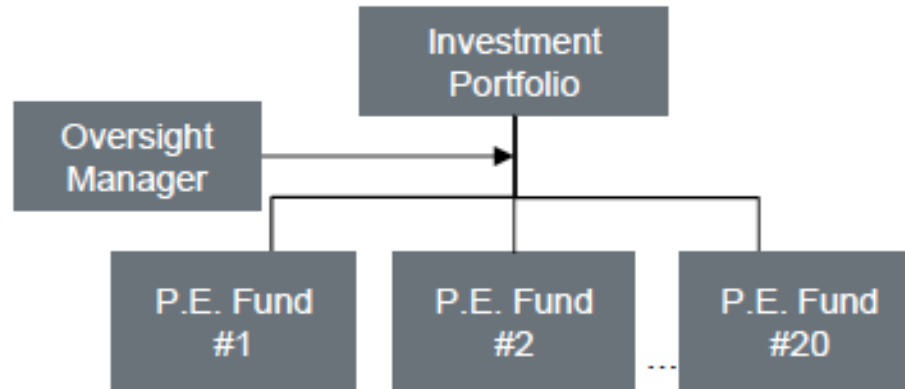 Investment
Portfolio
Oversight
Manager
P.E. Fund
#1
P.E. Fund
#2
...
P.E. Fund
#20